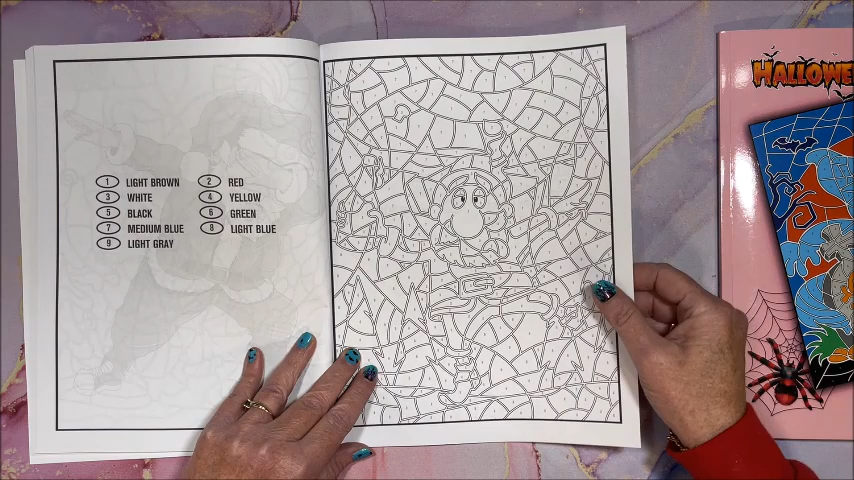 1 LIGHT BROWN 2 RED
3 WHITE 4 YELLOW
5 BLACK 6 GREEN
7 MEDIUM BLUE 8 LIGHT BLUE
9 LIGHT GRAY